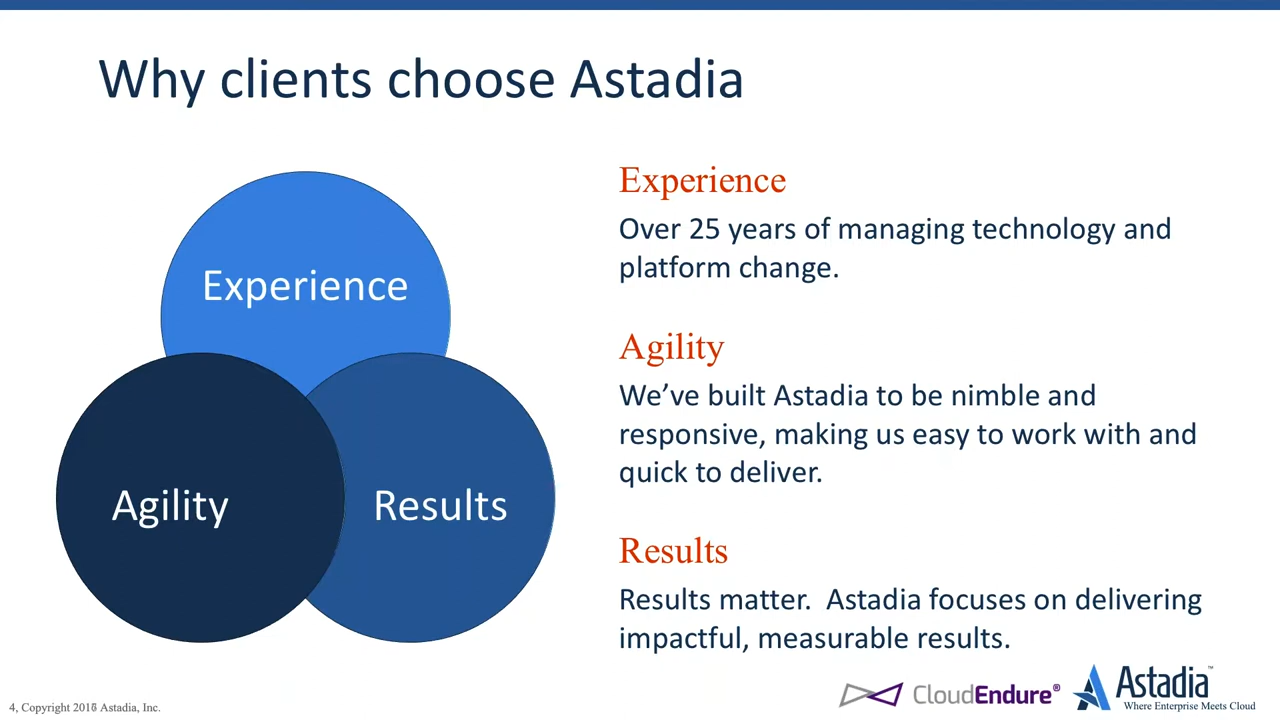 Why clients choose Astadia
Experience
Agility
Results
Experience
Over 25 years of managing technology and
platform change.
Agility
We’ve built Astadia to be nimble and
responsive, making us easy to work with and
quick to deliver.
Results
Results matter.  Astadia focuses on delivering
impactful, measurable results.
CloudEndure®
Astadia™
Where Enterprise Meets Cloud
4, Copyright Astadia, Inc.